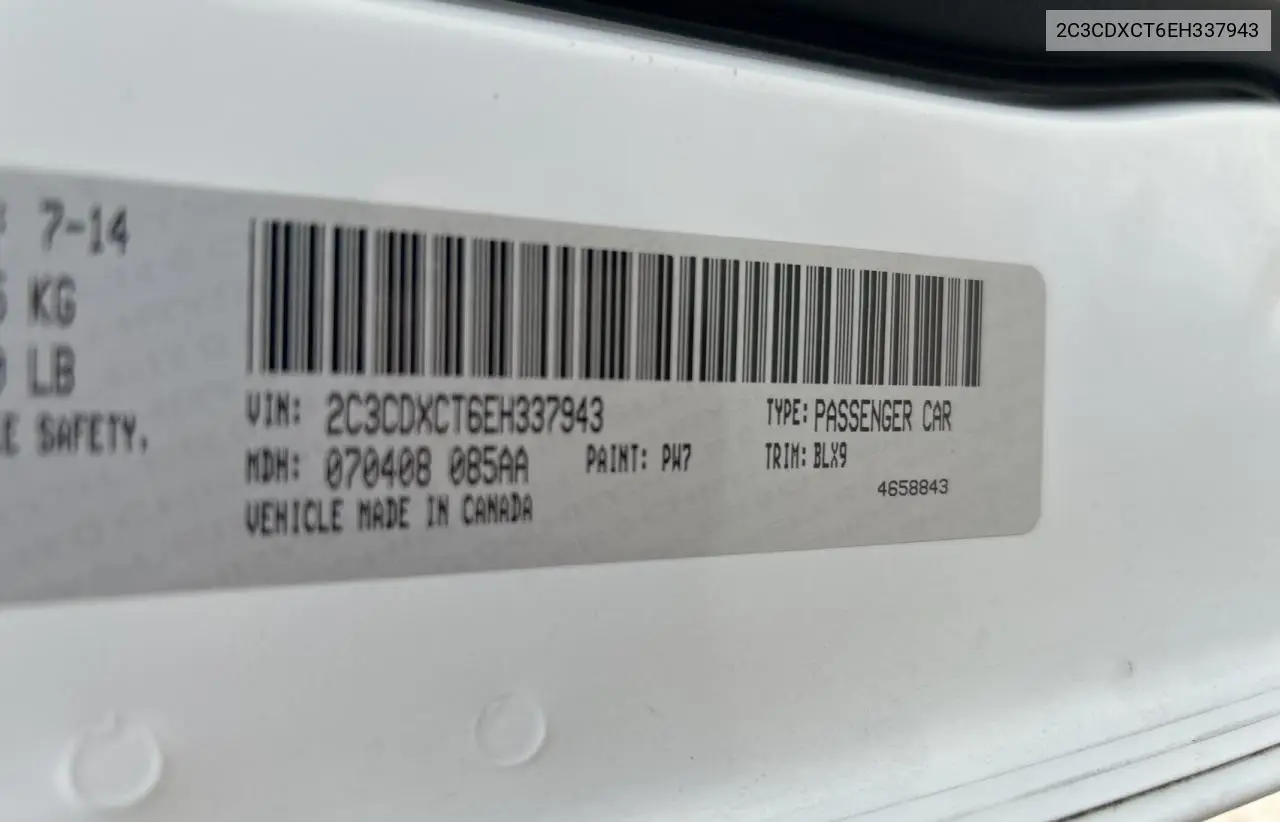 2C3CDXCT6EH337943
7-14
KG
LB
SAFETY.
VIN: 2C3CDXCT6EH337943 TYPE: PASSENGER CAR
MDH: 070408 085AA PAINT: PW7 TRIM: BLX9
4658843
VEHICLE MADE IN CANADA